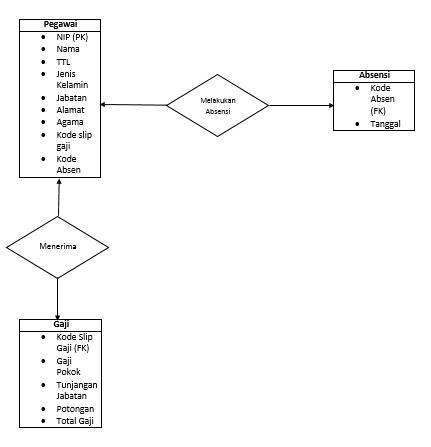 Pegawai
• NIP (PK)
• Nama
• TTL
• Jenis
Kelamin
• Jabatan
• Alamat
• Agama
• Kode slip
gaji
• Kode
Absen
Melakukan
Absensi
Absensi
• Kode
Absen
(FK)
• Tanggal
Menerima
Gaji
• Kode Slip
Gaji (FK)
• Gaji
Pokok
• Tunjangan
Jabatan
• Potongan
• Total Gaji